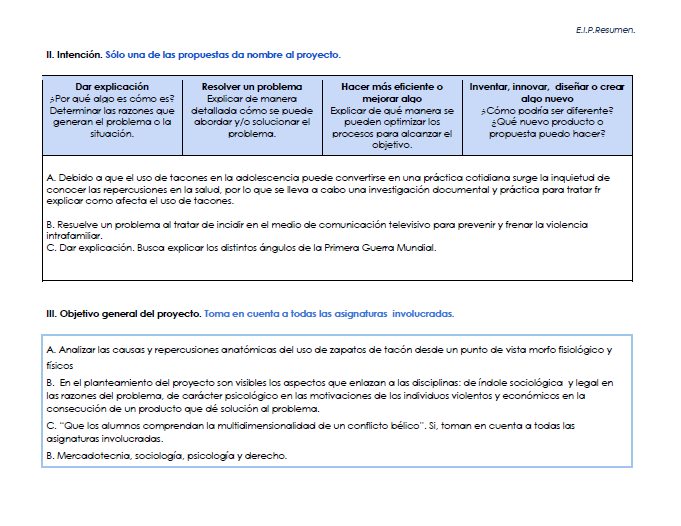 E.I.P.Resumen.
II. Intención. Sólo una de las propuestas da nombre al proyecto.
Dar explicación
¿Por qué algo es cómo es?
Determinar las razones que
generan el problema o la
situación.
Resolver un problema
Explicar de manera
detallada cómo se puede
abordar y/o solucionar el
problema.
Hacer más eficiente o
mejorar algo
Explicar de qué manera se
pueden optimizar los
procesos para alcanzar el
objetivo.
Inventar, innovar, diseñar o crear
algo nuevo
¿Cómo podría ser diferente?
¿Qué nuevo producto o
propuesta puedo hacer?
A. Debido a que el uso de tacones en la adolescencia puede convertirse en una práctica cotidiana surge la inquietud de
conocer las repercusiones en la salud, por lo que se lleva a cabo una investigación documental y práctica para tratar fr
explicar como afecta el uso de tacones.
B. Resuelve un problema al tratar de incidir en el medio de comunicación televisivo para prevenir y frenar la violencia
intrafamiliar.
C. Dar explicación. Busca explicar los distintos ángulos de la Primera Guerra Mundial.
III. Objetivo general del proyecto. Toma en cuenta a todas las asignaturas involucradas.
A. Analizar las causas y repercusiones anatómicas del uso de zapatos de tacón desde un punto de vista morfo fisiológico y
físicos
B. En el planteamiento del proyecto son visibles los aspectos que enlazan a las disciplinas: de índole sociológica y legal en
las razones del problema, de carácter psicológico en las motivaciones de los individuos violentos y económicos en la
consecución de un producto que dé solución al problema.
C. "Que los alumnos comprendan la multidimensionalidad de un conflicto bélico". Si, toman en cuenta a todas las
asignaturas involucradas.
B. Mercadotecnia, sociología, psicología y derecho.